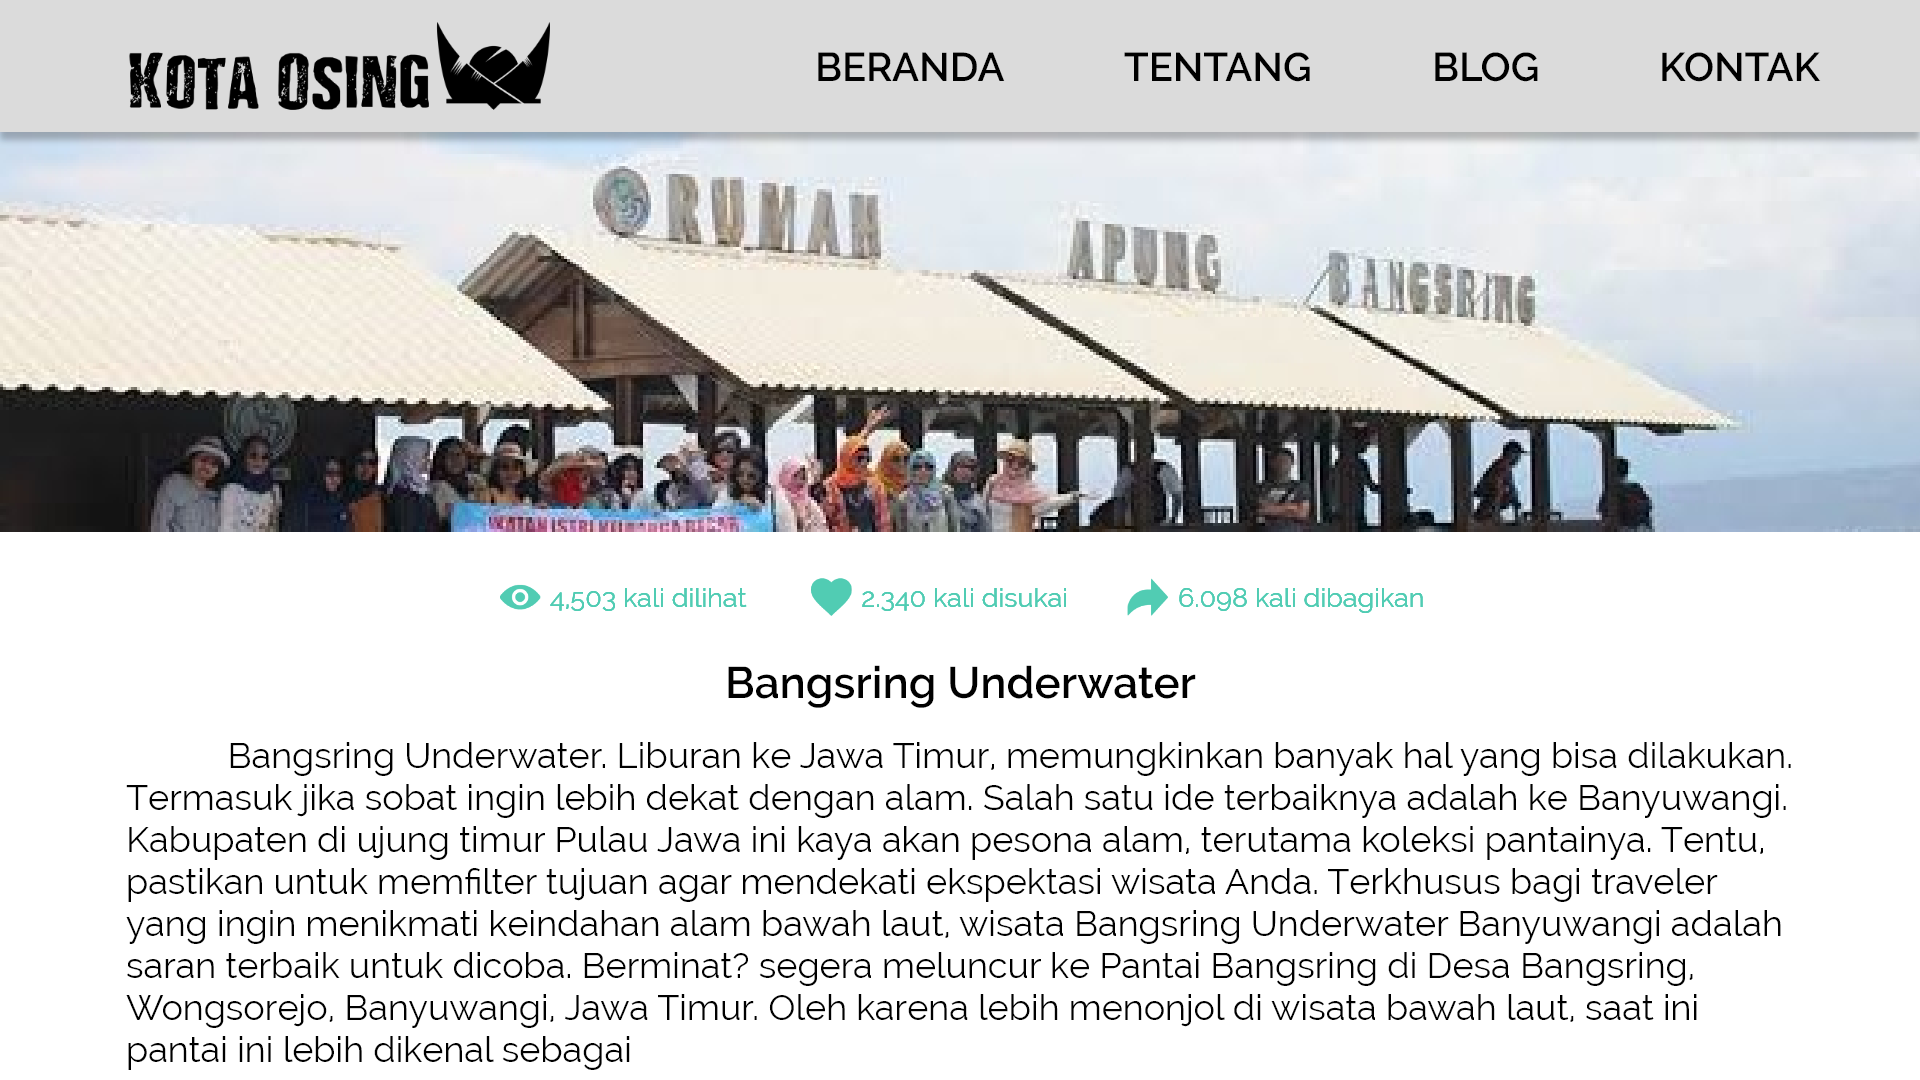 KOTA OSING
BERANDA TENTANG BLOG KONTAK
RUMAH APUNG BANGSRING
IKATAN ISTRI KELUARGA BESAR
4,503 kali dilihat 2.340 kali disukai 6.098 kali dibagikan
Bangsring Underwater
Bangsring Underwater. Liburan ke Jawa Timur, memungkinkan banyak hal yang bisa dilakukan.
Termasuk jika sobat ingin lebih dekat dengan alam. Salah satu ide terbaiknya adalah ke Banyuwangi.
Kabupaten di ujung timur Pulau Jawa ini kaya akan pesona alam, terutama koleksi pantainya. Tentu,
pastikan untuk memfilter tujuan agar mendekati ekspektasi wisata Anda. Terkhusus bagi traveler
yang ingin menikmati keindahan alam bawah laut, wisata Bangsring Underwater Banyuwangi adalah
saran terbaik untuk dicoba. Berminat? segera meluncur ke Pantai Bangsring di Desa Bangsring,
Wongsorejo, Banyuwangi, Jawa Timur. Oleh karena lebih menonjol di wisata bawah laut, saat ini
pantai ini lebih dikenal sebagai